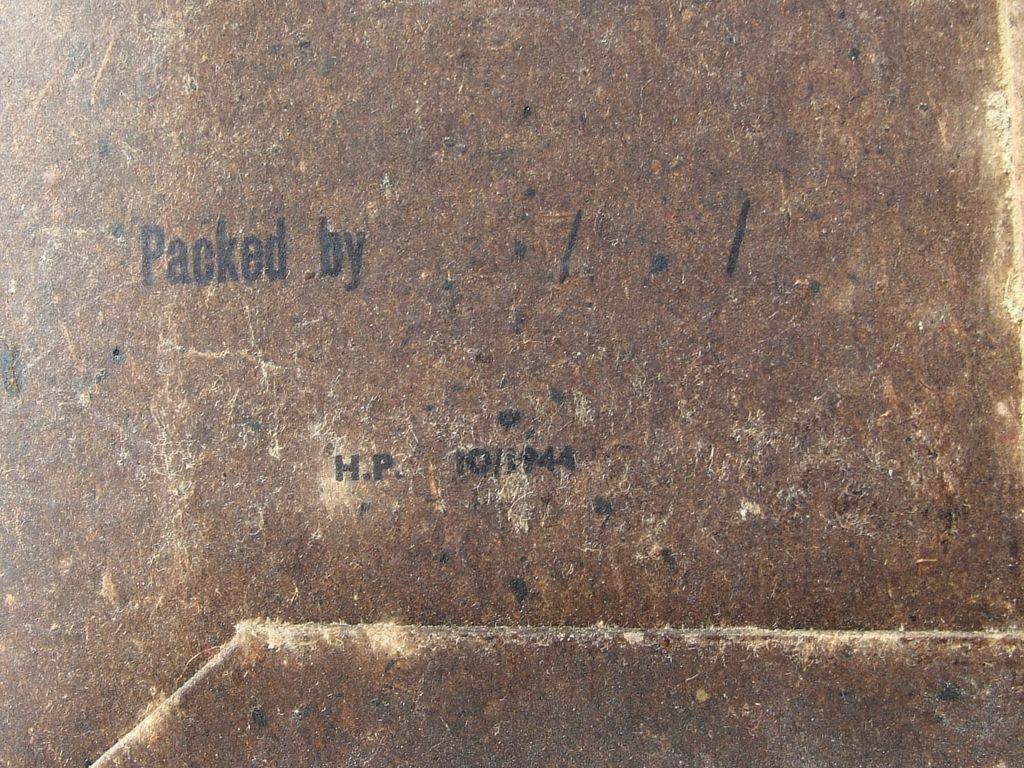 Packed by / /
H.P. 10/1944